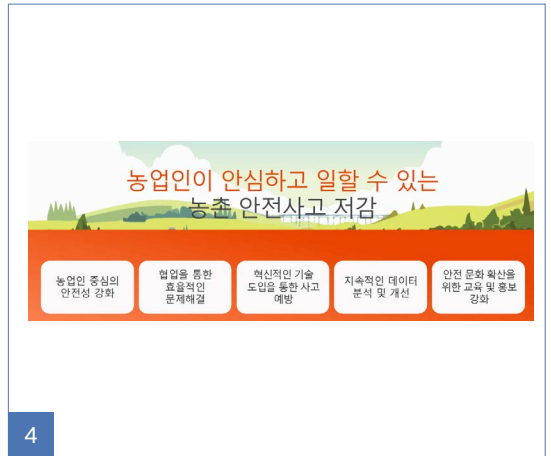 농업인이 안심하고 일할 수 있는
농촌 안전사고 저감
농업인 중심의
안전성 강화
협업을 통한
효율적인
문제해결
혁신적인 기술
도입을 통한 사고
예방
지속적인 데이터
분석 및 개선
안전 문화 확산을
위한 교육 및 홍보
강화
4